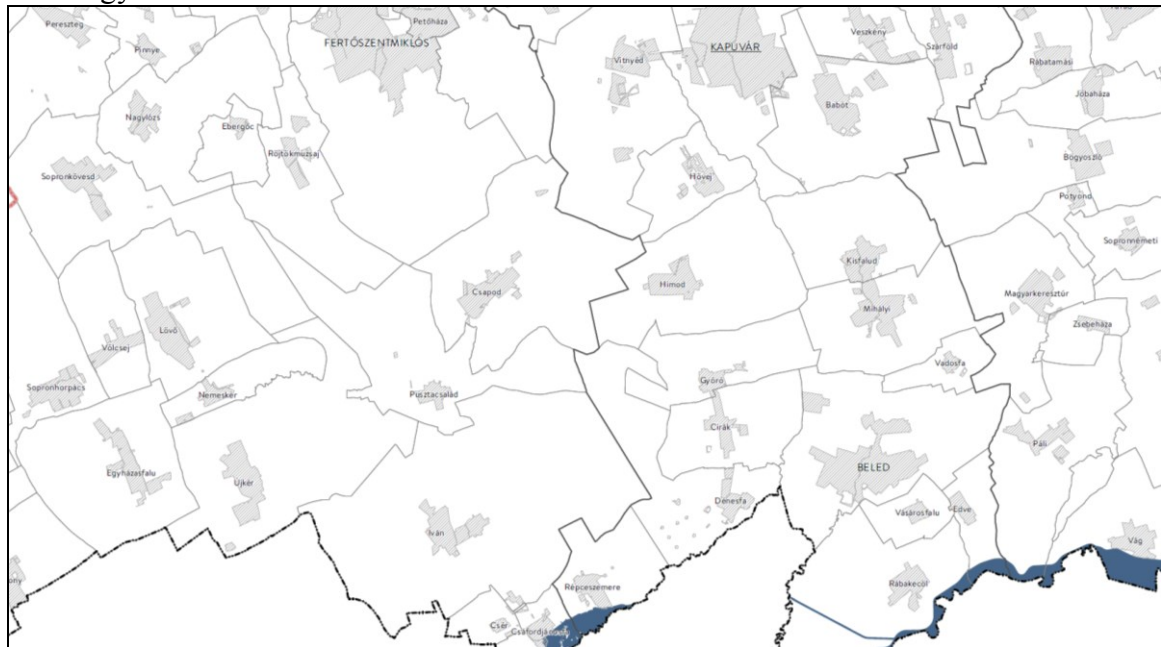 Pereszteg
Petőháza
Pinnye
FERTŐSZENTMIKLÓS
Vitnyéd
KAPUVÁR
Veszkény
Szárföld
Rábatamási
Jobaháza
Nagylózs
Ebergőc
Röjtökmuzsaj
Babót
Bogyoszló
Sopronkövesd
Hövej
Potyond
Sopronnémeti
Kisfalud
Csapod
Himod
Mihályi
Magyarkeresztúr
Zsebeháza
Lövő
Völcsej
Vadosfa
Sopronhorpács
Nemeskér
Pusztacsalád
Gyóró
Cirák
Páli
Egyházasfalu
Újkér
BELED
Dénesfa
Vásárosfalu
Edve
Iván
Vág
Répceszemere
Rábakecöl
Csér
Csáfordjánosfa